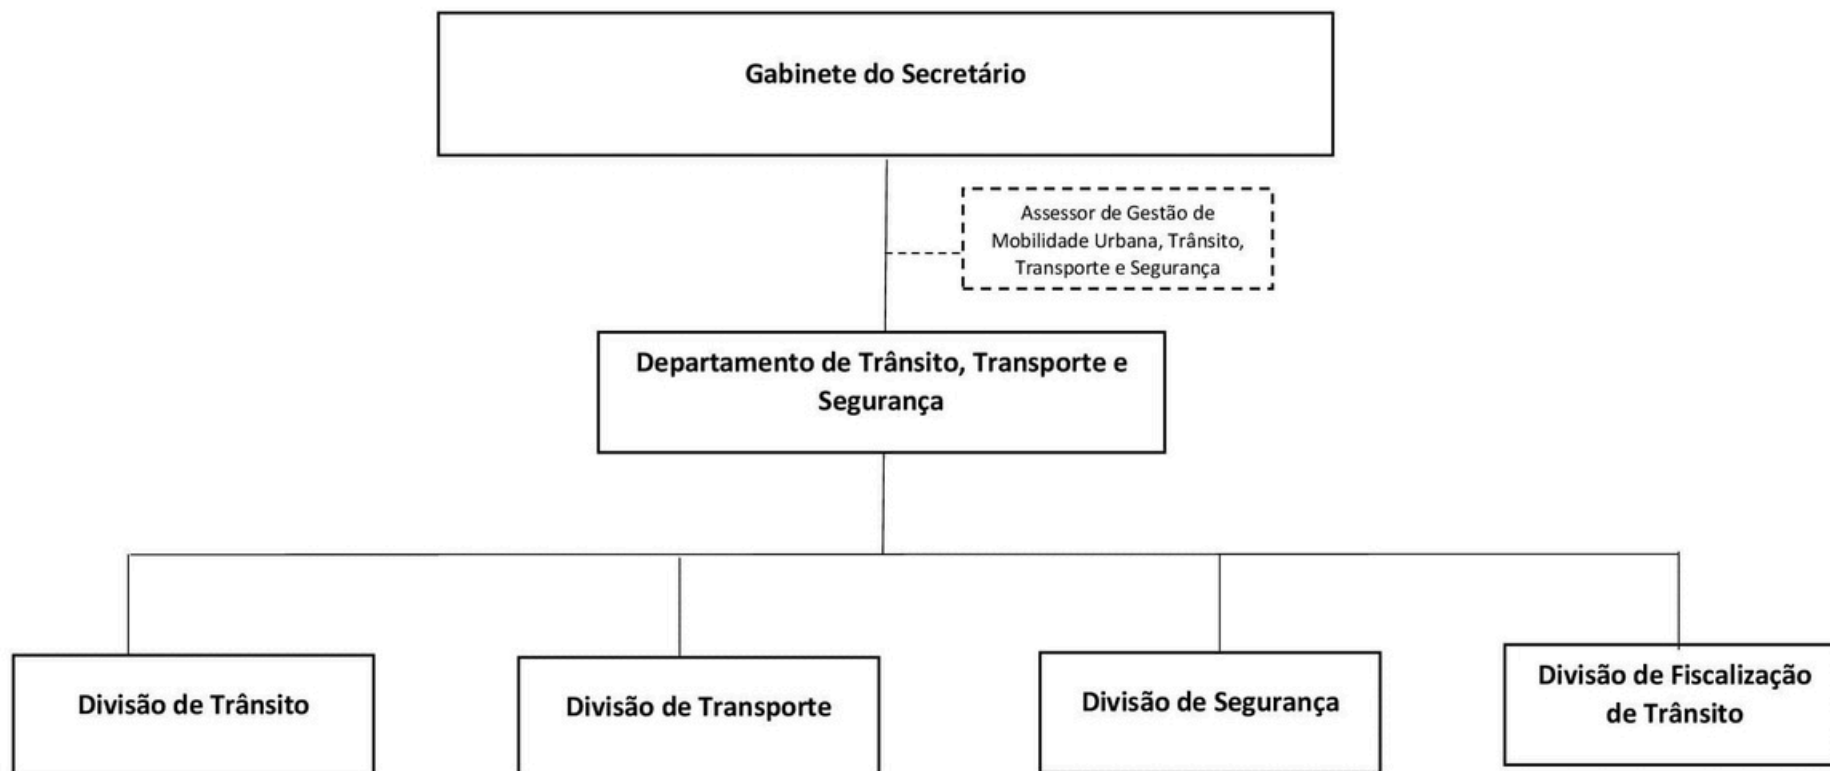 Gabinete do Secretário
Assessor de Gestão de
Mobilidade Urbana, Trânsito,
Transporte e Segurança
Departamento de Trânsito, Transporte e
Segurança
Divisão de Trânsito
Divisão de Transporte
Divisão de Segurança
Divisão de Fiscalização
de Trânsito